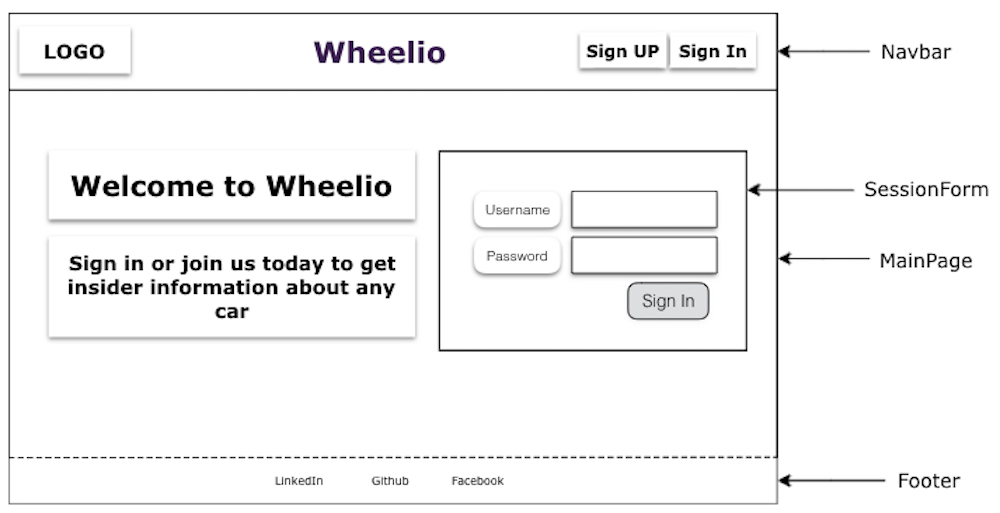 LOGO
Wheelio
Sign UP
Sign In
Navbar
Welcome to Wheelio
Sign in or join us today to get
insider information about any
car
Username
Password
Sign In
SessionForm
MainPage
LinkedIn
Github
Facebook
Footer